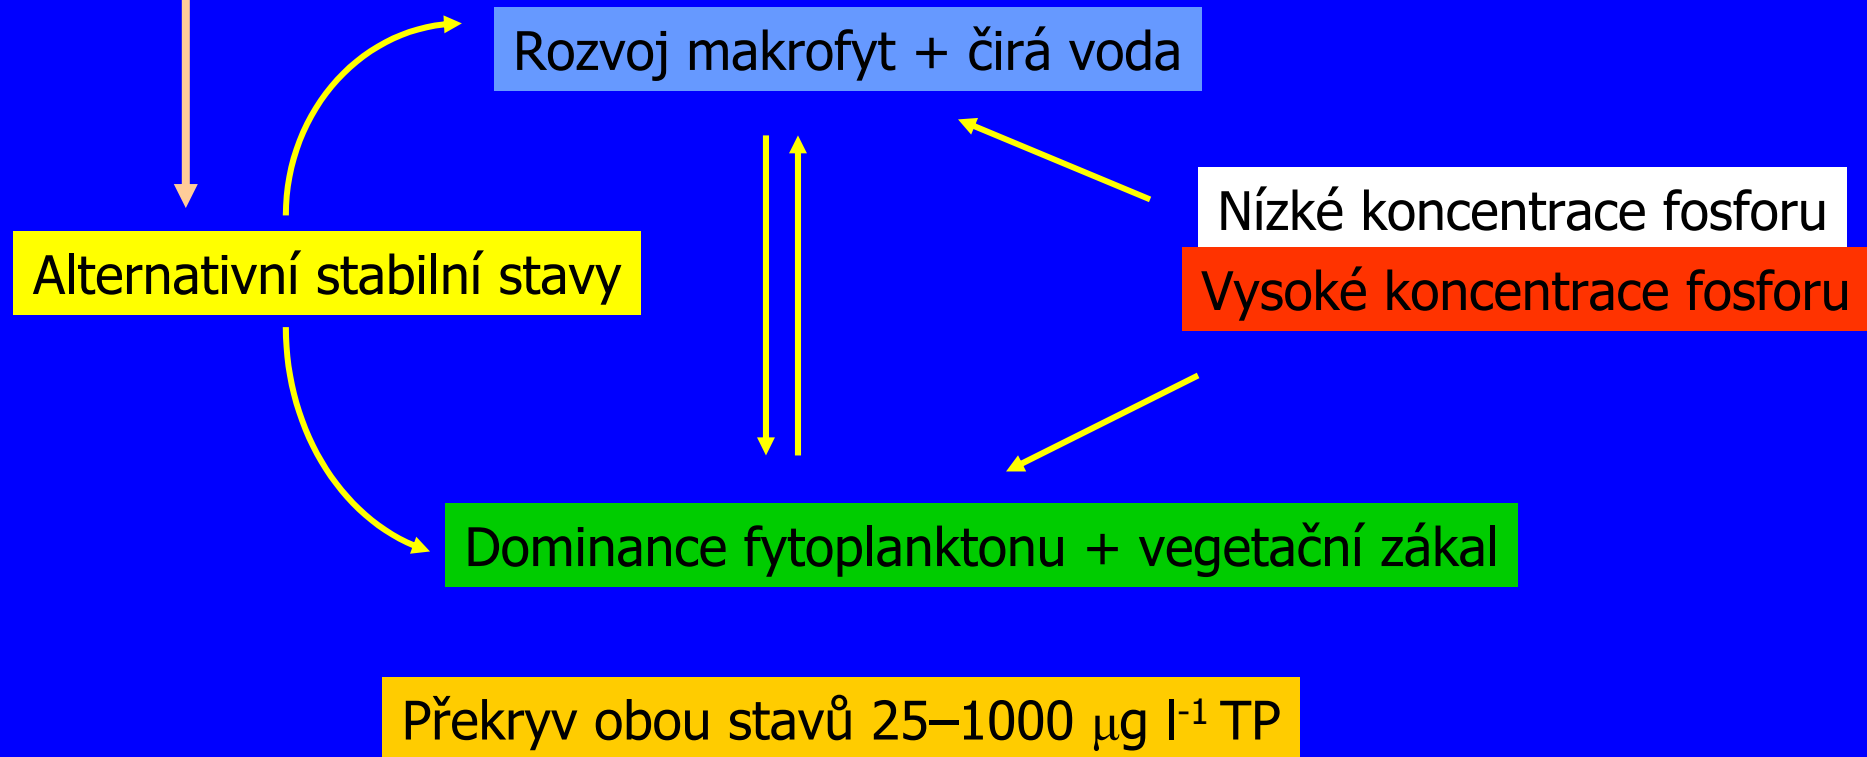 Rozvoj makrofyt + čirá voda
Nízké koncentrace fosforu
Alternativní stabilní stavy
Vysoké koncentrace fosforu
Dominance fytoplanktonu + vegetační zákal
Překryv obou stavů 25–1000 μg l⁻¹ TP